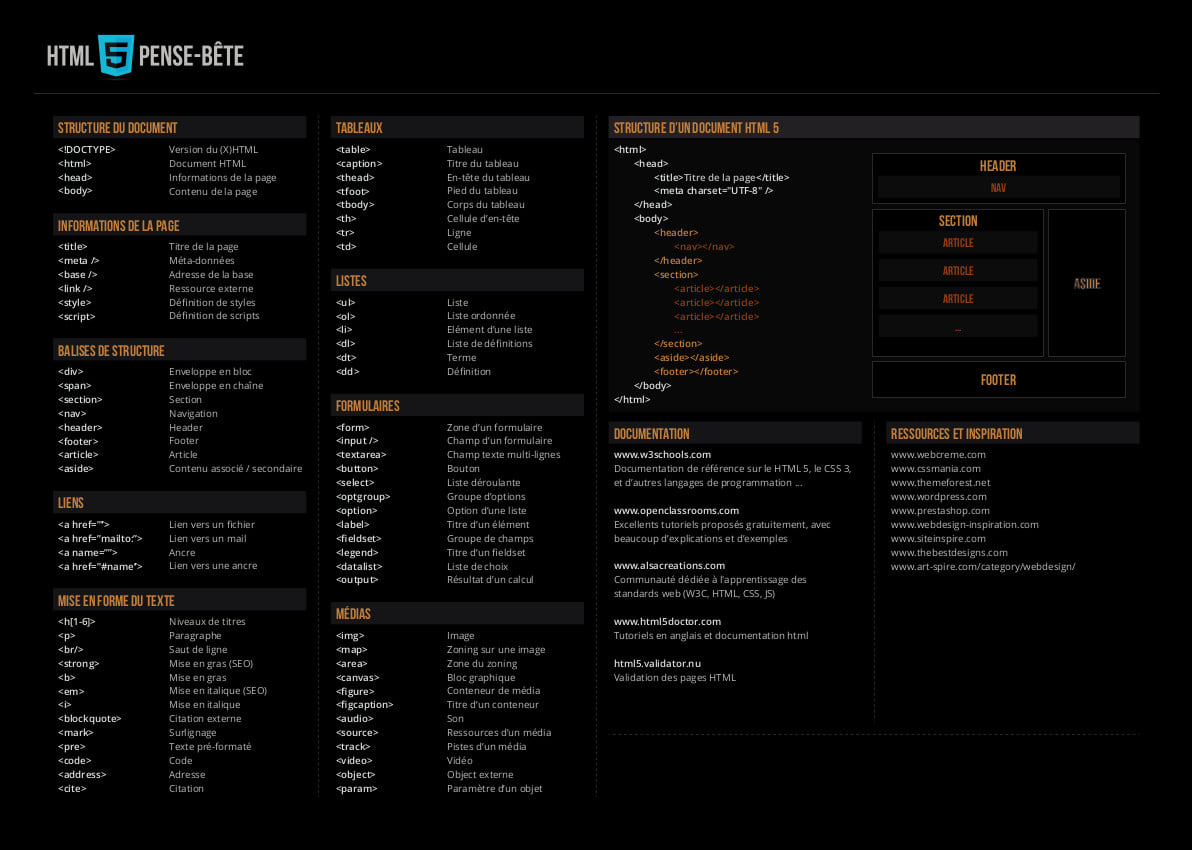 HTML 5 PENSE-BÊTE
STRUCTURE DU DOCUMENT
<!DOCTYPE> Version du (X)HTML
<html> Document HTML
<head> Informations de la page
<body> Contenu de la page
INFORMATIONS DE LA PAGE
<title> Titre de la page
<meta /> Méta-données
<base /> Adresse de la base
<link /> Ressource externe
<style> Définition de styles
<script> Définition de scripts
BALISES DE STRUCTURE
<div> Enveloppe en bloc
<span> Enveloppe en chaîne
<section> Section
<nav> Navigation
<header> Header
<footer> Footer
<article> Article
<aside> Contenu associé / secondaire
LIENS
<a href=""> Lien vers un fichier
<a href="mailto:"> Lien vers un mail
<a name=""> Ancre
<a href="#name"> Lien vers une ancre
MISE EN FORME DU TEXTE
<h[1-6]> Niveaux de titres
<p> Paragraphe
<br/> Saut de ligne
<strong> Mise en gras (SEO)
<b> Mise en gras
<em> Mise en italique (SEO)
<i> Mise en italique
<blockquote> Citation externe
<mark> Surlignage
<pre> Texte pré-formaté
<code> Code
<address> Adresse
<cite> Citation
TABLEAUX
<table> Tableau
<caption> Titre du tableau
<thead> En-tête du tableau
<tfoot> Pied du tableau
<tbody> Corps du tableau
<th> Cellule d'en-tête
<tr> Ligne
<td> Cellule
LISTES
<ul> Liste
<ol> Liste ordonnée
<li> Elément d'une liste
<dl> Liste de définitions
<dt> Terme
<dd> Définition
FORMULAIRES
<form> Zone d'un formulaire
<input /> Champ d'un formulaire
<textarea> Champ texte multi-lignes
<button> Bouton
<select> Liste déroulante
<optgroup> Groupe d'options
<option> Option d'une liste
<label> Titre d'un élément
<fieldset> Groupe de champs
<legend> Titre d'un fieldset
<datalist> Liste de choix
<output> Résultat d'un calcul
MÉDIAS
<img> Image
<map> Zoning sur une image
<area> Zone du zoning
<canvas> Bloc graphique
<figure> Conteneur de média
<figcaption> Titre d'un conteneur
<audio> Son
<source> Ressources d'un média
<track> Pistes d'un média
<video> Vidéo
<object> Object externe
<param> Paramètre d'un objet
STRUCTURE D'UN DOCUMENT HTML 5
<html>
<head>
<title>Titre de la page</title>
<meta charset="UTF-8" />
</head>
<body>
<header>
<nav></nav>
</header>
<section>
<article></article>
<article></article>
<article></article>
...
</section>
<aside></aside>
<footer></footer>
</body>
</html>
HEADER
NAV
SECTION
ARTICLE
ARTICLE
ARTICLE
...
ASIDE
FOOTER
DOCUMENTATION
www.w3schools.com
Documentation de référence sur le HTML 5, le CSS 3,
et d'autres langages de programmation ...
www.openclassrooms.com
Excellents tutoriels proposés gratuitement, avec
beaucoup d'explications et d'exemples
www.alsacreations.com
Communauté dédiée à l'apprentissage des
standards web (W3C, HTML, CSS, JS)
www.html5doctor.com
Tutoriels en anglais et documentation html
html5.validator.nu
Validation des pages HTML
RESSOURCES ET INSPIRATION
www.webcreme.com
www.cssmania.com
www.themeforest.net
www.wordpress.com
www.prestashop.com
www.webdesign-inspiration.com
www.siteinspire.com
www.thebestdesigns.com
www.art-spire.com/category/webdesign/